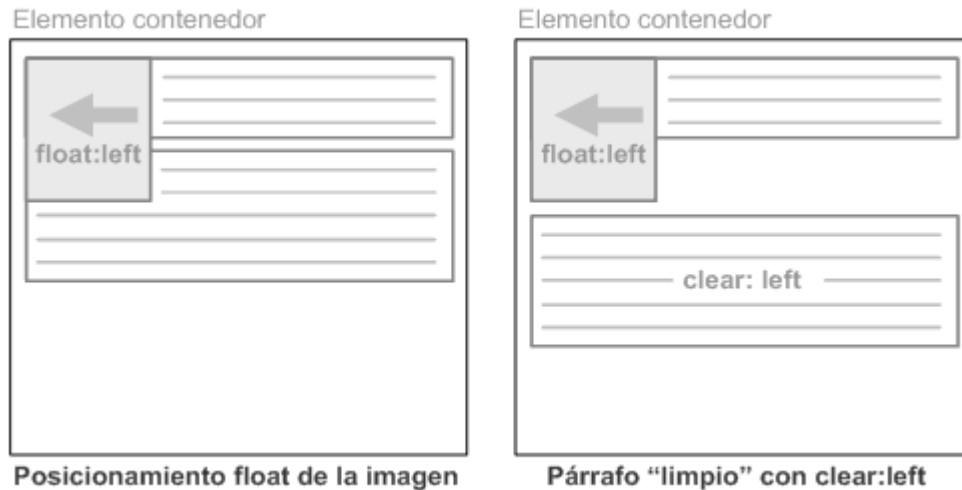 Elemento contenedor
float:left
Posicionamiento float de la imagen
Elemento contenedor
float:left
clear: left
Párrafo “limpio” con clear:left